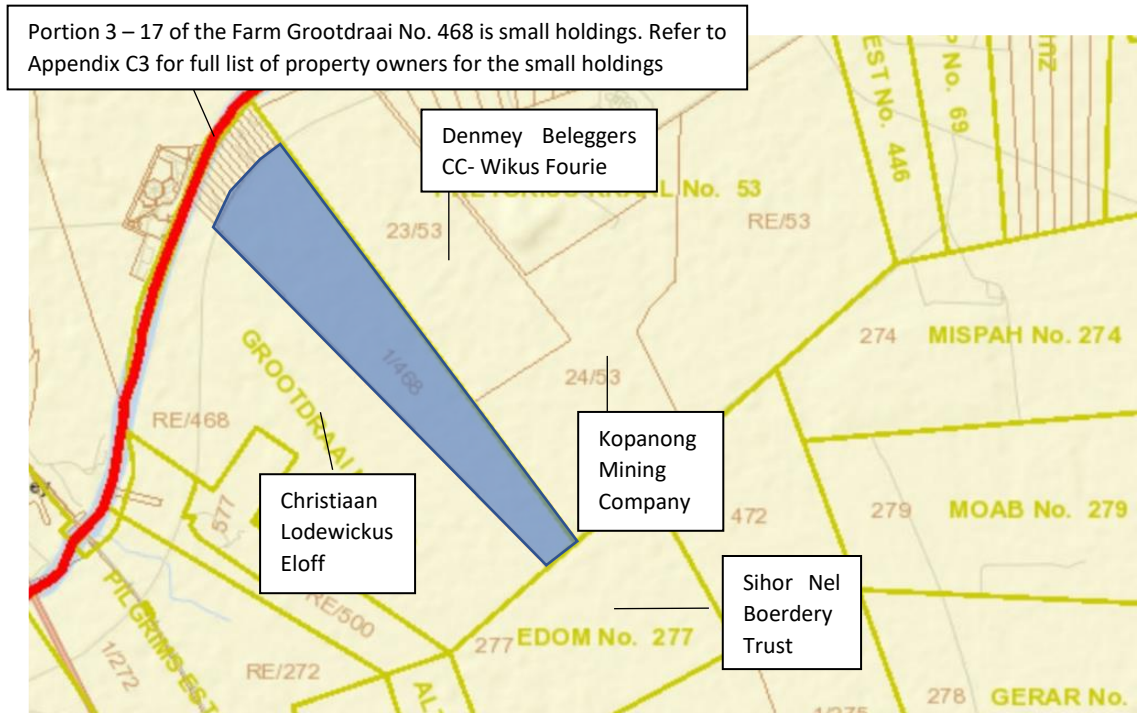 Portion 3 – 17 of the Farm Grootdraai No. 468 is small holdings. Refer to
Appendix C3 for full list of property owners for the small holdings
EST No. 446
No. 69
Denmey Beleggers
CC- Wikus Fourie
No. 53
23/53
RE/53
274
MISPAH No. 274
GROOTDRAAI
1/468
24/53
RE/468
Kopanong
Mining
Company
Christiaan
Lodewickus
Eloff
577
472
279
MOAB No. 279
Sihor Nel
Boerdery
Trust
PILGRIMS EST
RE/500
277
EDOM No. 277
1/272
RE/272
278
GERAR No.
1/275